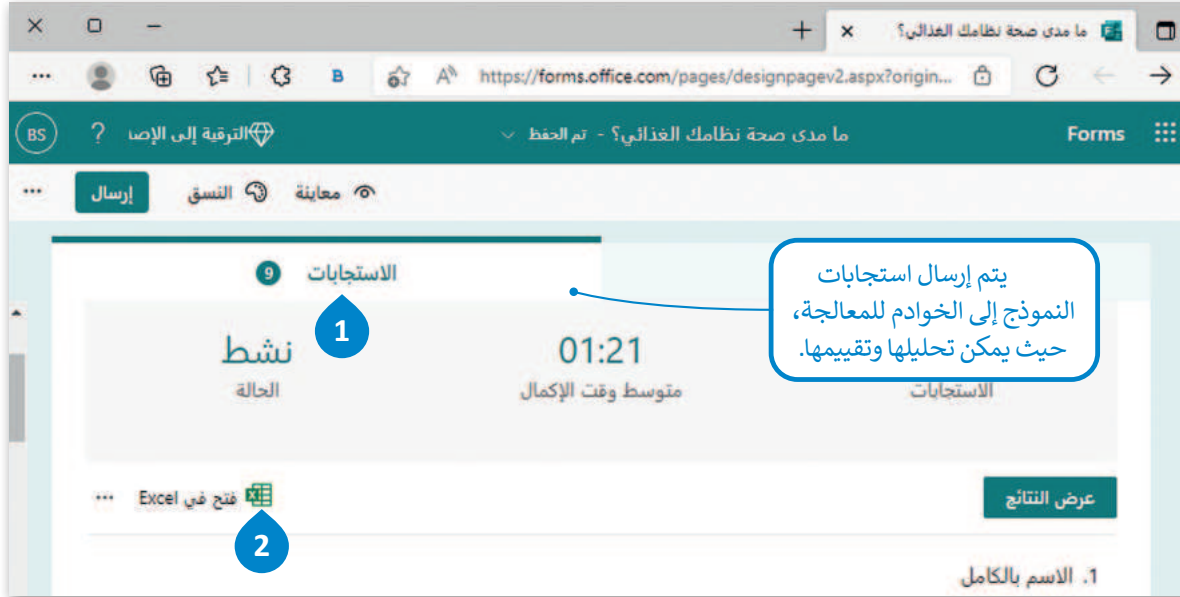 ما مدى صحة نظامك الغذائي؟
https://forms.office.com/pages/designpagev2.aspx?origin...
Forms
ما مدى صحة نظامك الغذائي؟ - تم الحفظ
الترقية إلى الإصد
?
BS
معاينة
النسق
إرسال
...
الاستجابات 9
1
يتم إرسال استجابات
النموذج إلى الخوادم للمعالجة،
حيث يمكن تحليلها وتقييمها.
الاستجابات
01:21
متوسط وقت الإكمال
نشط
الحالة
عرض النتائج
فتح في Excel
...
2
1. الاسم بالكامل